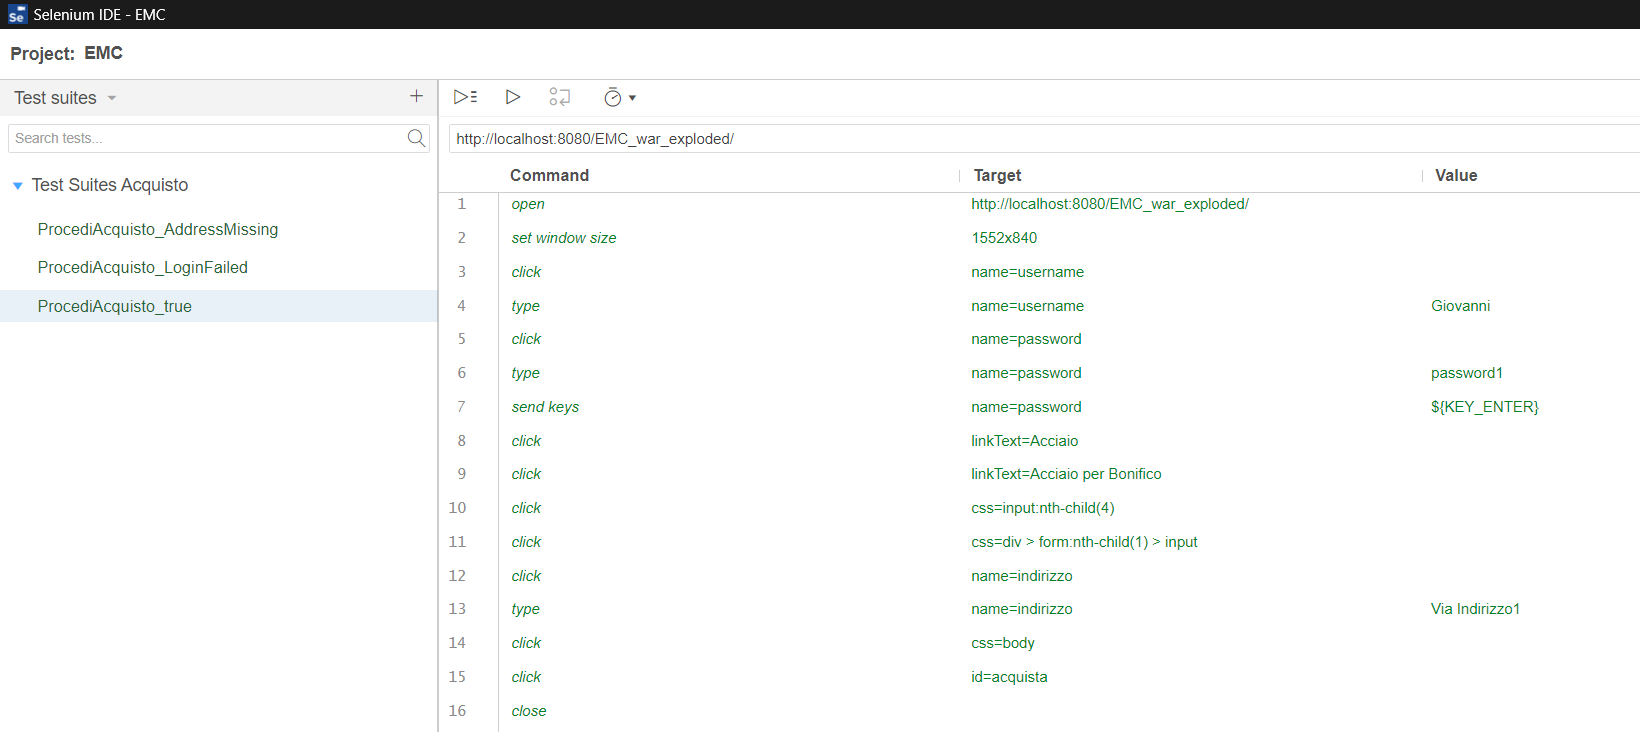 Selenium IDE - EMC
Project: EMC
Test suites
Search tests...
http://localhost:8080/EMC_war_exploded/
Test Suites Acquisto
ProcediAcquisto_AddressMissing
ProcediAcquisto_LoginFailed
ProcediAcquisto_true
Command Target Value
1 open http://localhost:8080/EMC_war_exploded/
2 set window size 1552x840
3 click name=username
4 type name=username Giovanni
5 click name=password
6 type name=password password1
7 send keys name=password ${KEY_ENTER}
8 click linkText=Acciaio
9 click linkText=Acciaio per Bonifico
10 click css=input:nth-child(4)
11 click css=div > form:nth-child(1) > input
12 click name=indirizzo
13 type name=indirizzo Via Indirizzo1
14 click css=body
15 click id=acquista
16 close